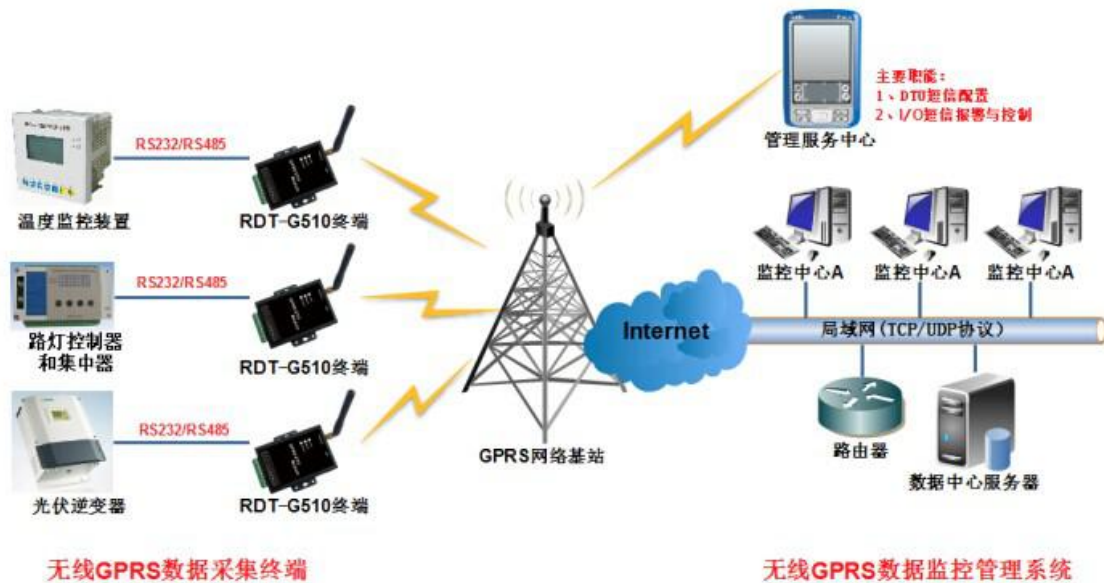 主要职能:
1、DTU短信配置
2、I/O短信报警与控制
管理服务中心
RS232/RS485
温度监控装置
RDT-G510终端
RS232/RS485
路灯控制器
和集中器
RDT-G510终端
RS232/RS485
光伏逆变器
RDT-G510终端
GPRS网络基站
Internet
监控中心A
监控中心A
监控中心A
局域网(TCP/UDP协议)
路由器
数据中心服务器
无线GPRS数据采集终端
无线GPRS数据监控管理系统